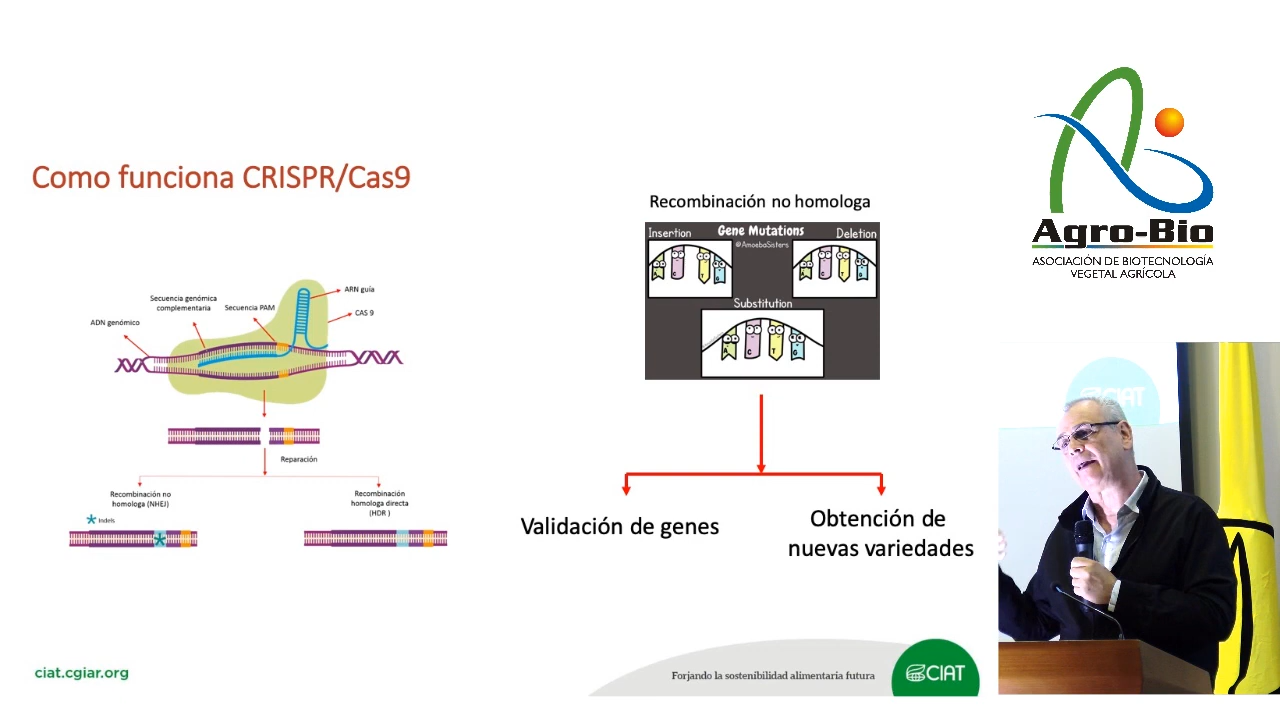 Como funciona CRISPR/Cas9
ARN guía
Secuencia genómica
complementaria
Secuencia PAM
CAS 9
ADN genómico
Reparación
Recombinación no
homologa (NHEJ)
Indels
Recombinación
homologa directa
(HDR )
Recombinación no homologa
Gene Mutations
@AmoebaSisters
Insertion
Deletion
Substitution
A
C
T
G
A
C
T
G
A
C
T
G
Validación de genes
Obtención de
nuevas variedades
ciat.cgiar.org
Forjando la sostenibilidad alimentaria futura
CIAT
Agro-Bio
ASOCIACIÓN DE BIOTECNOLOGÍA
VEGETAL AGRÍCOLA
CIAT